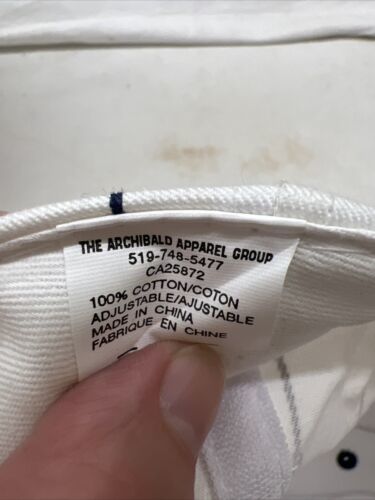 THE ARCHIBALD APPAREL GROUP
519-748-5477
CA25872
100% COTTON/COTON
ADJUSTABLE/AJUSTABLE
MADE IN CHINA
FABRIQUE EN CHINE